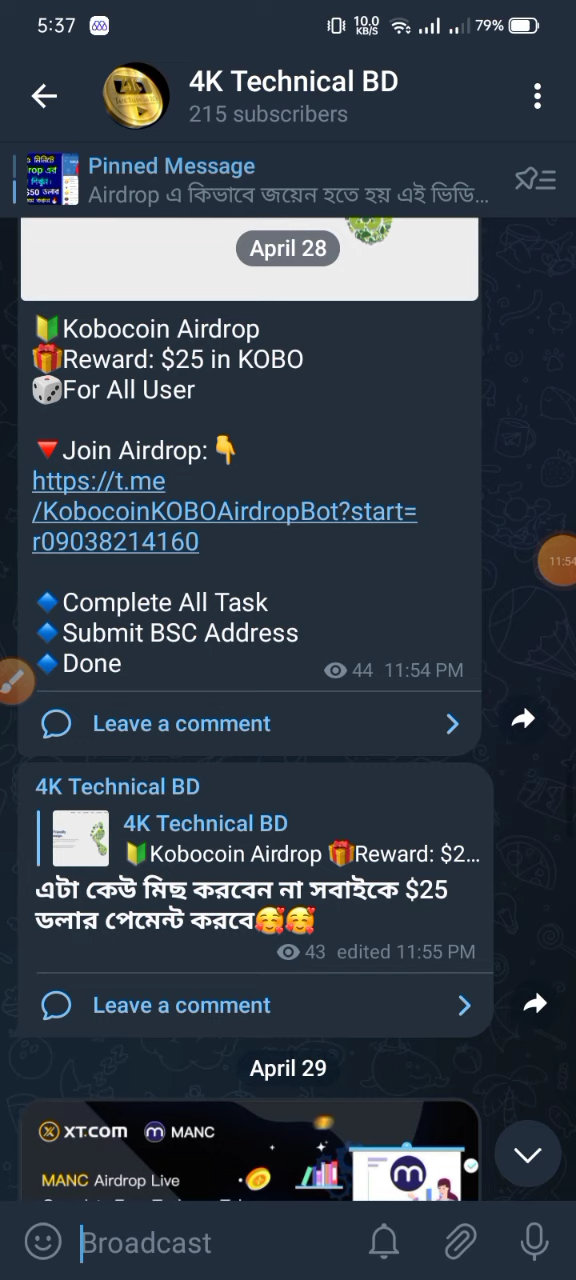 5:37
10.0
KB/S
79%
4K Technical BD
215 subscribers
Pinned Message
Airdrop এ কিভাবে জয়েন হতে হয় এই ভিডি...
April 28
🔰Kobocoin Airdrop
🎁Reward: $25 in KOBO
🎲For All User
🔻Join Airdrop:👇
https://t.me
/KobocoinKOBOAirdropBot?start=
r09038214160
🔹Complete All Task
🔹Submit BSC Address
🔹Done
44 11:54 PM
Leave a comment
11:54
4K Technical BD
4K Technical BD
🔰Kobocoin Airdrop 🎁Reward: $2...
এটা কেউ মিছ করবেন না সবাইকে $25
ডলার পেমেন্ট করবে🥰🥰
43 edited 11:55 PM
Leave a comment
April 29
XT.COM MANC
MANC Airdrop Live
Broadcast